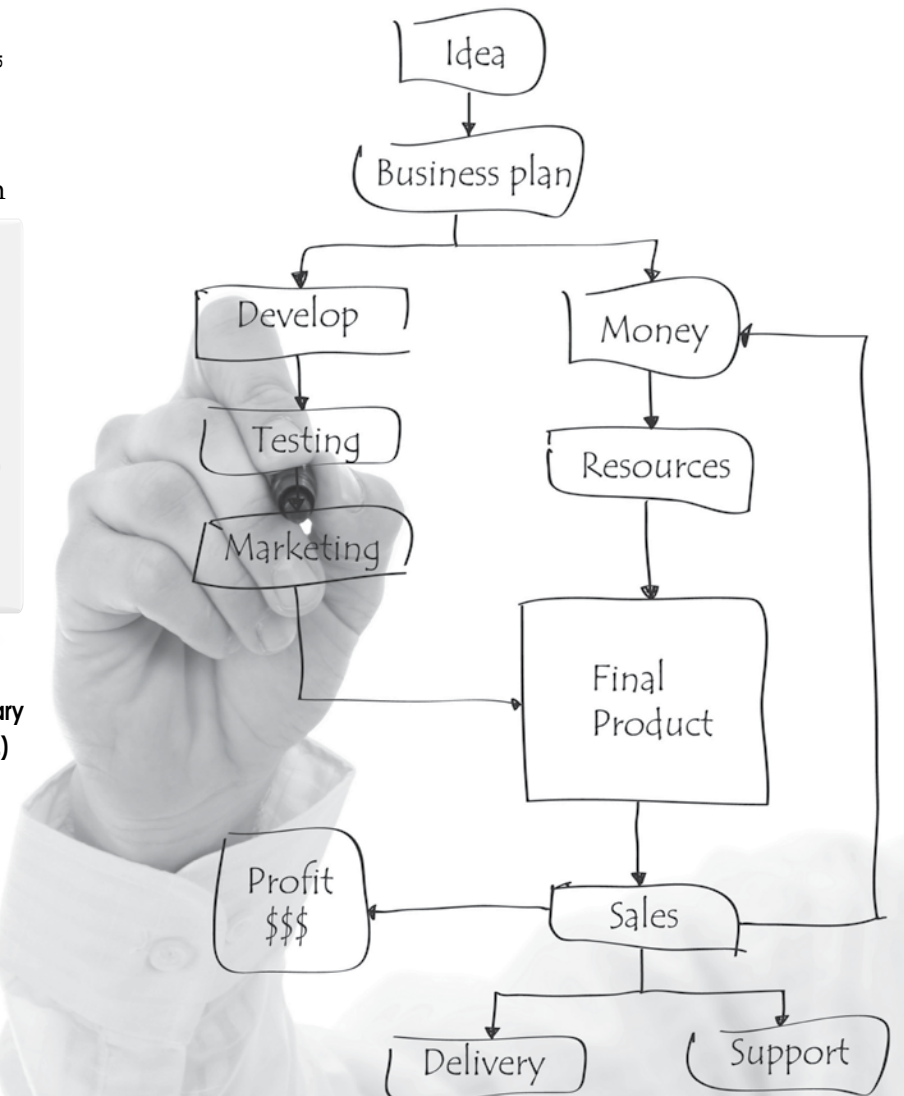 Idea
Business plan
Develop
Money
Testing
Resources
Marketing
Final
Product
Profit
$$$
Sales
Delivery
Support